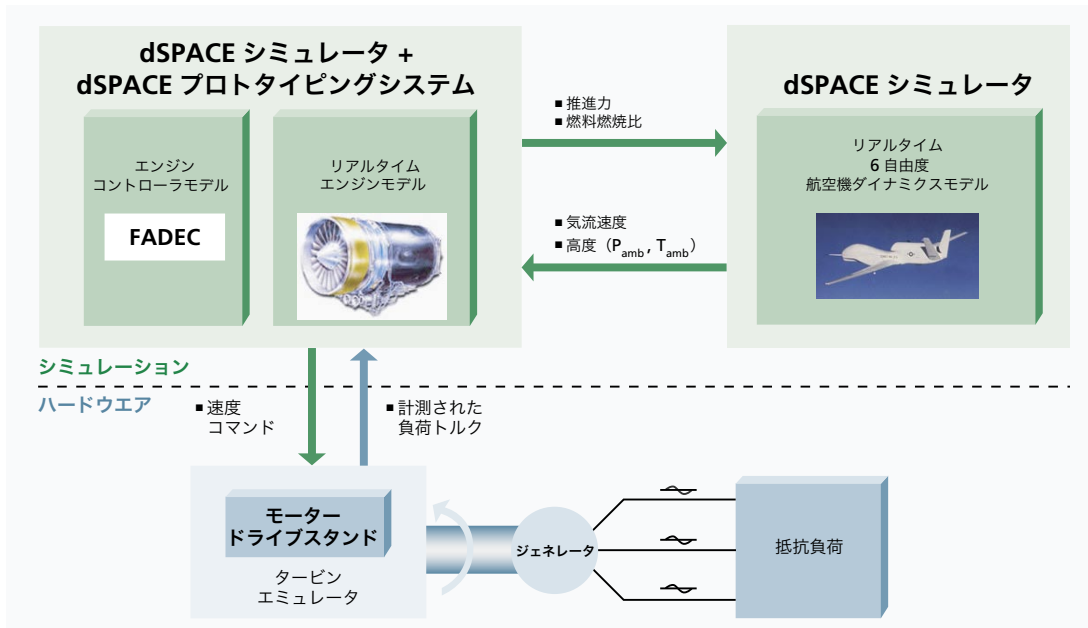 dSPACE シミュレータ +
dSPACE プロトタイピングシステム
エンジン
コントローラモデル
FADEC
リアルタイム
エンジンモデル
■ 推進力
■ 燃料燃焼比
■ 気流速度
■ 高度（P_amb , T_amb）
dSPACE シミュレータ
リアルタイム
6 自由度
航空機ダイナミクスモデル
シミュレーション
ハードウエア
■ 速度
コマンド
■ 計測された
負荷トルク
モーター
ドライブスタンド
タービン
エミュレータ
ジェネレータ
抵抗負荷